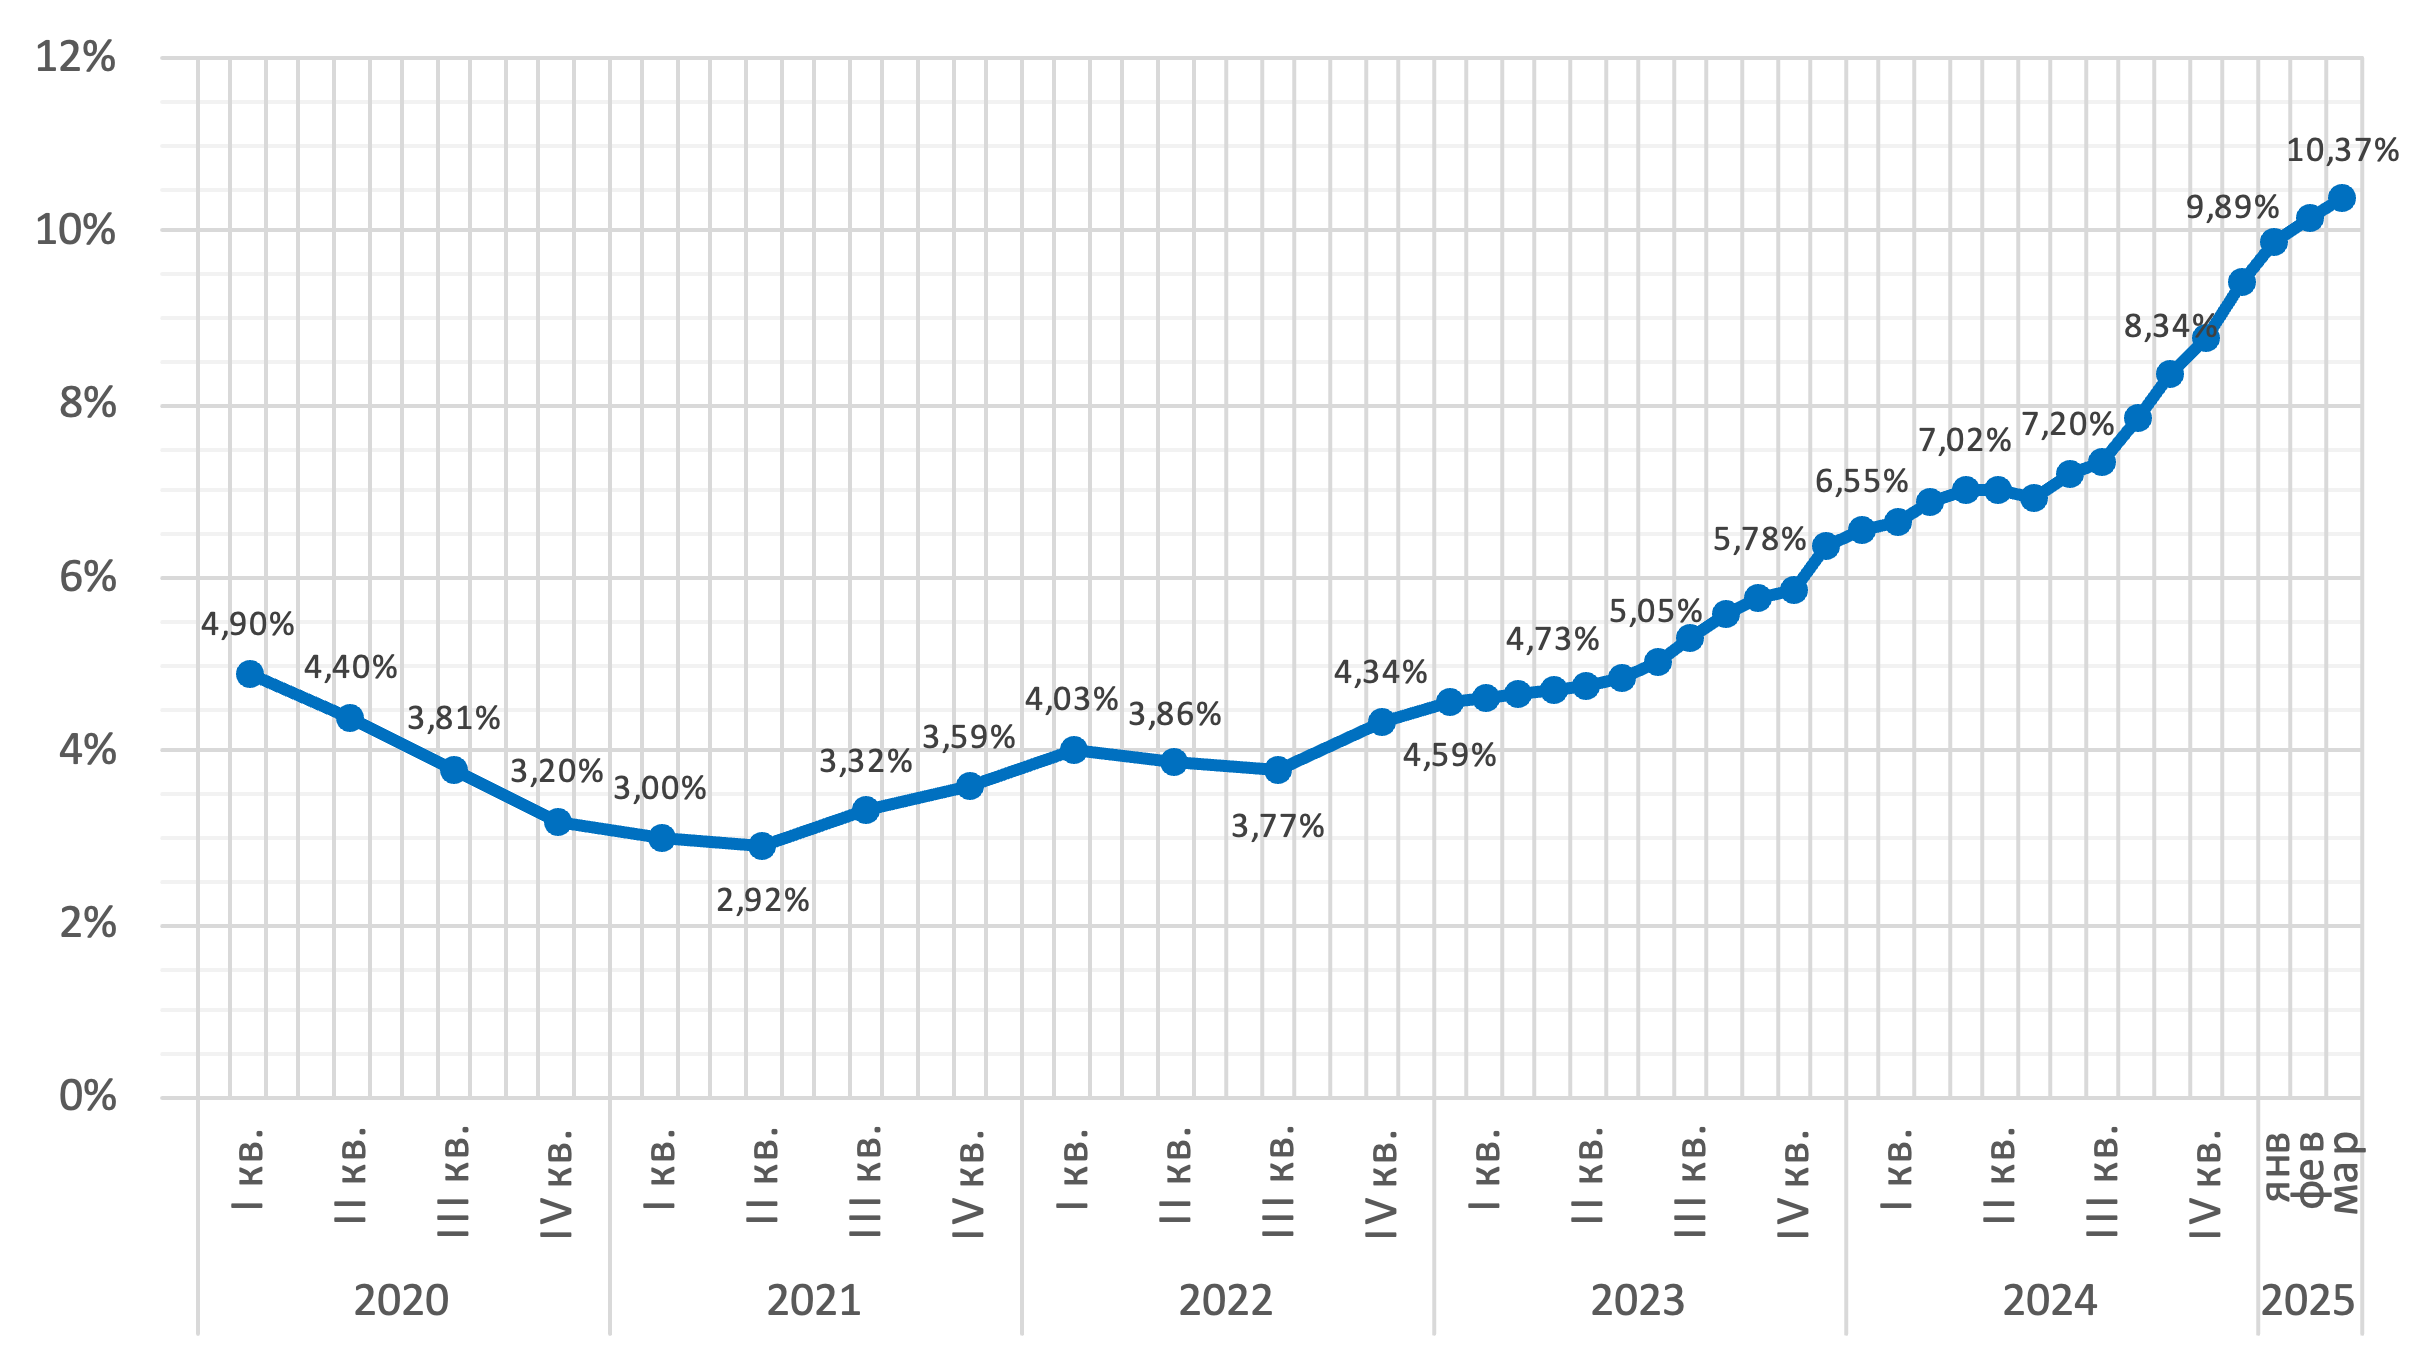 12%
10%
8%
6%
4%
2%
0%
4,90%
4,40%
3,81%
3,20%
3,00%
2,92%
3,32%
3,59%
4,03%
3,86%
3,77%
4,34%
4,59%
4,73%
5,05%
5,78%
6,55%
7,02%
7,20%
8,34%
9,89%
10,37%
I кв.
II кв.
III кв.
IV кв.
I кв.
II кв.
III кв.
IV кв.
I кв.
II кв.
III кв.
IV кв.
I кв.
II кв.
III кв.
IV кв.
I кв.
II кв.
III кв.
IV кв.
янв
фев
мар
2020
2021
2022
2023
2024
2025